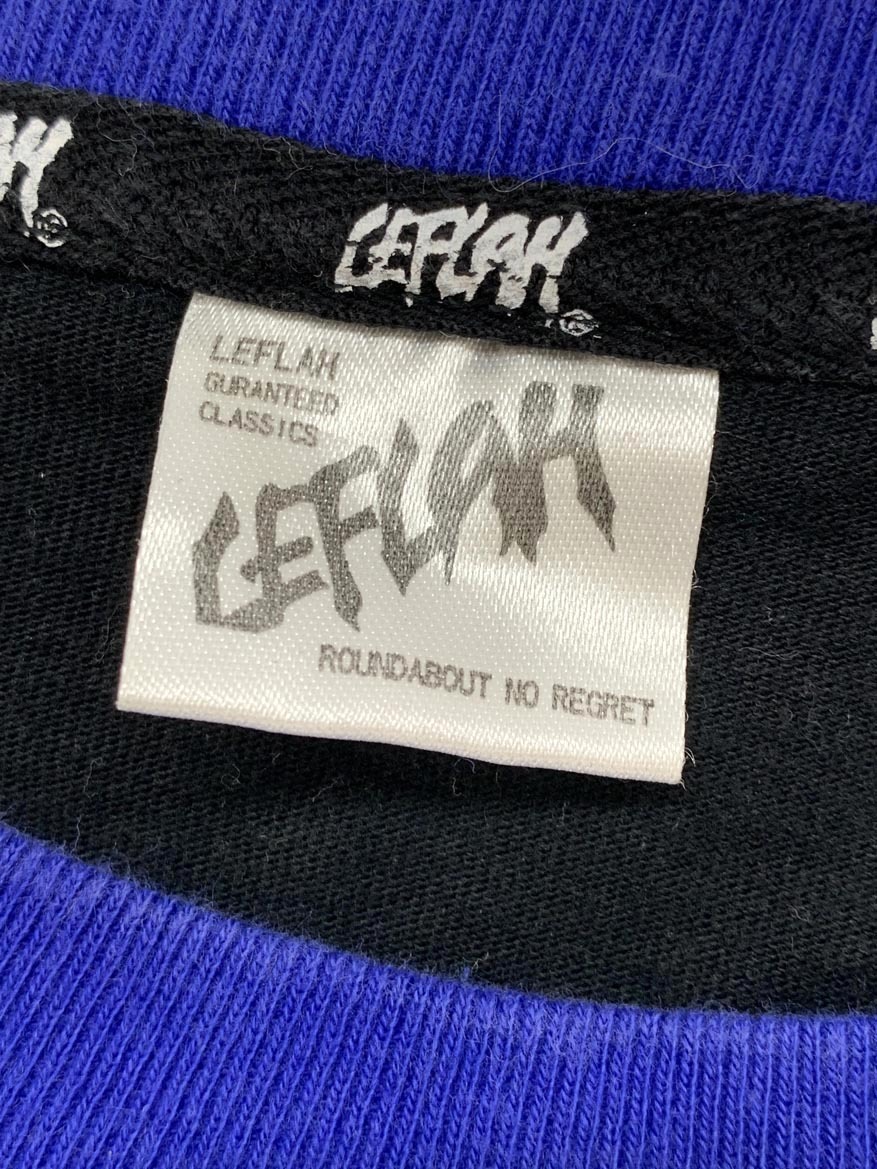 LEFLAH®
LEFLAH
GURANTEED
CLASSICS
LEFLAH
ROUNDABOUT NO REGRET